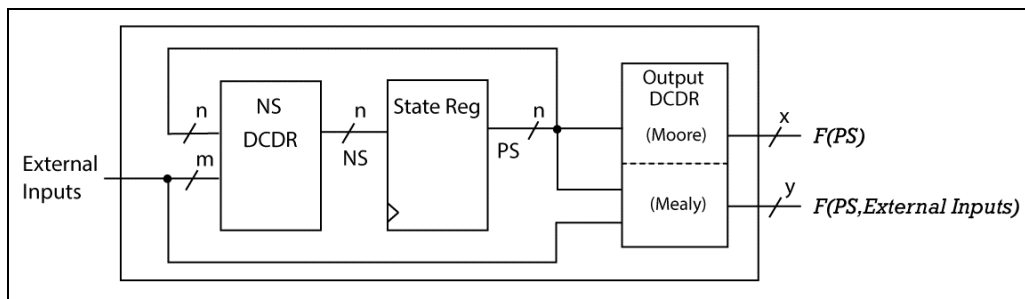 n
m
NS
DCDR
n
NS
State Reg
n
PS
Output
DCDR
(Moore)
(Mealy)
x
F(PS)
y
F(PS,External Inputs)
External
Inputs